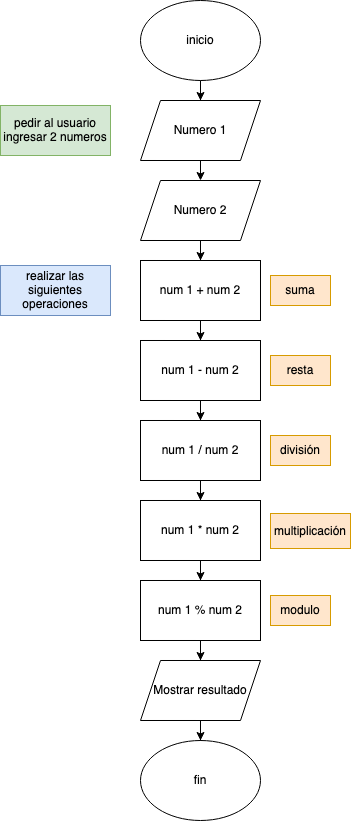 inicio
pedir al usuario
ingresar 2 numeros
Numero 1
Numero 2
realizar las
siguientes
operaciones
num 1 + num 2
suma
num 1 - num 2
resta
num 1 / num 2
división
num 1 * num 2
multiplicación
num 1 % num 2
modulo
Mostrar resultado
fin